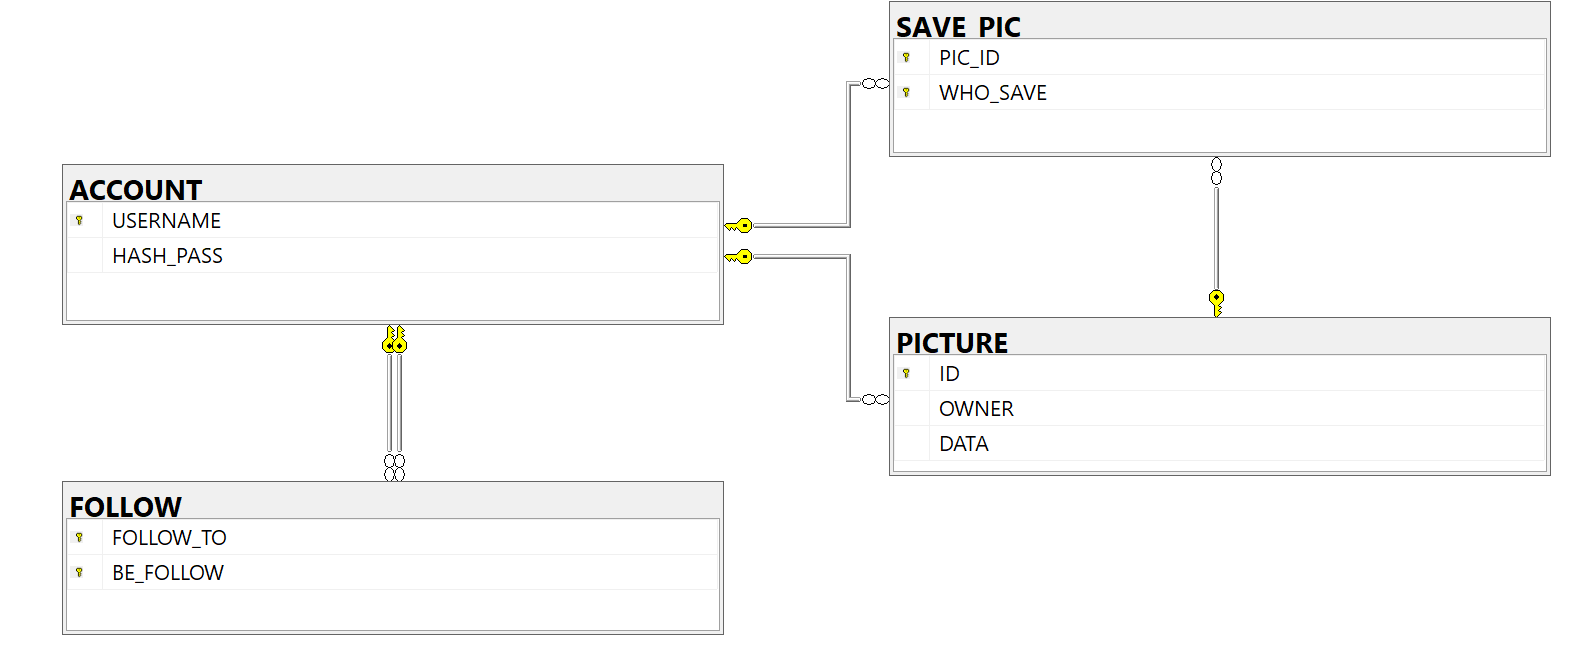 SAVE_PIC
PIC_ID
WHO_SAVE
ACCOUNT
USERNAME
HASH_PASS
PICTURE
ID
OWNER
DATA
FOLLOW
FOLLOW_TO
BE_FOLLOW